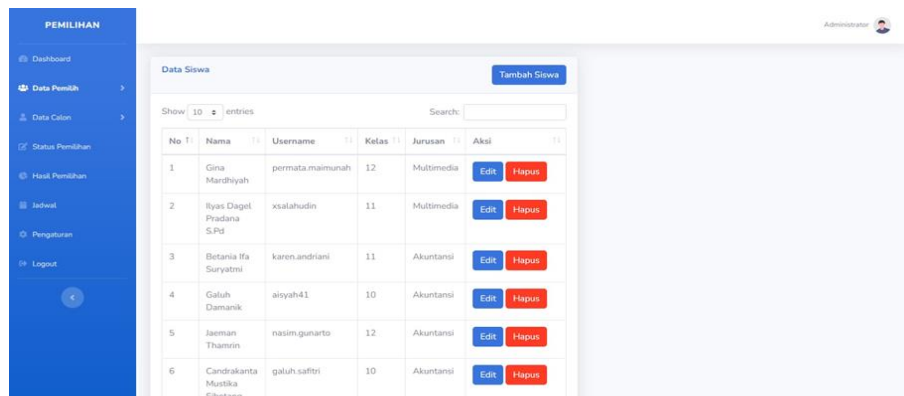 PEMILIHAN
Administrator
Dashboard
Data Pemilih
Data Calon
Status Pemilihan
Hasil Pemilihan
Jadwal
Pengaturan
Logout
Data Siswa
Tambah Siswa
Show 10 entries
Search:
No Nama Username Kelas Jurusan Aksi
1 Gina permata.maimunah 12 Multimedia Edit Hapus
Mardhiyah
2 Ilyas Dagel xsalahudin 11 Multimedia Edit Hapus
Pradana
S.Pd
3 Betania Ifa karen.andriani 11 Akuntansi Edit Hapus
Suryatmi
4 Galuh aisyah41 10 Akuntansi Edit Hapus
Damanik
5 Jaeman nasim.gunarto 12 Akuntansi Edit Hapus
Thamrin
6 Candrakanta galuh.safitri 10 Akuntansi Edit Hapus
Mustika